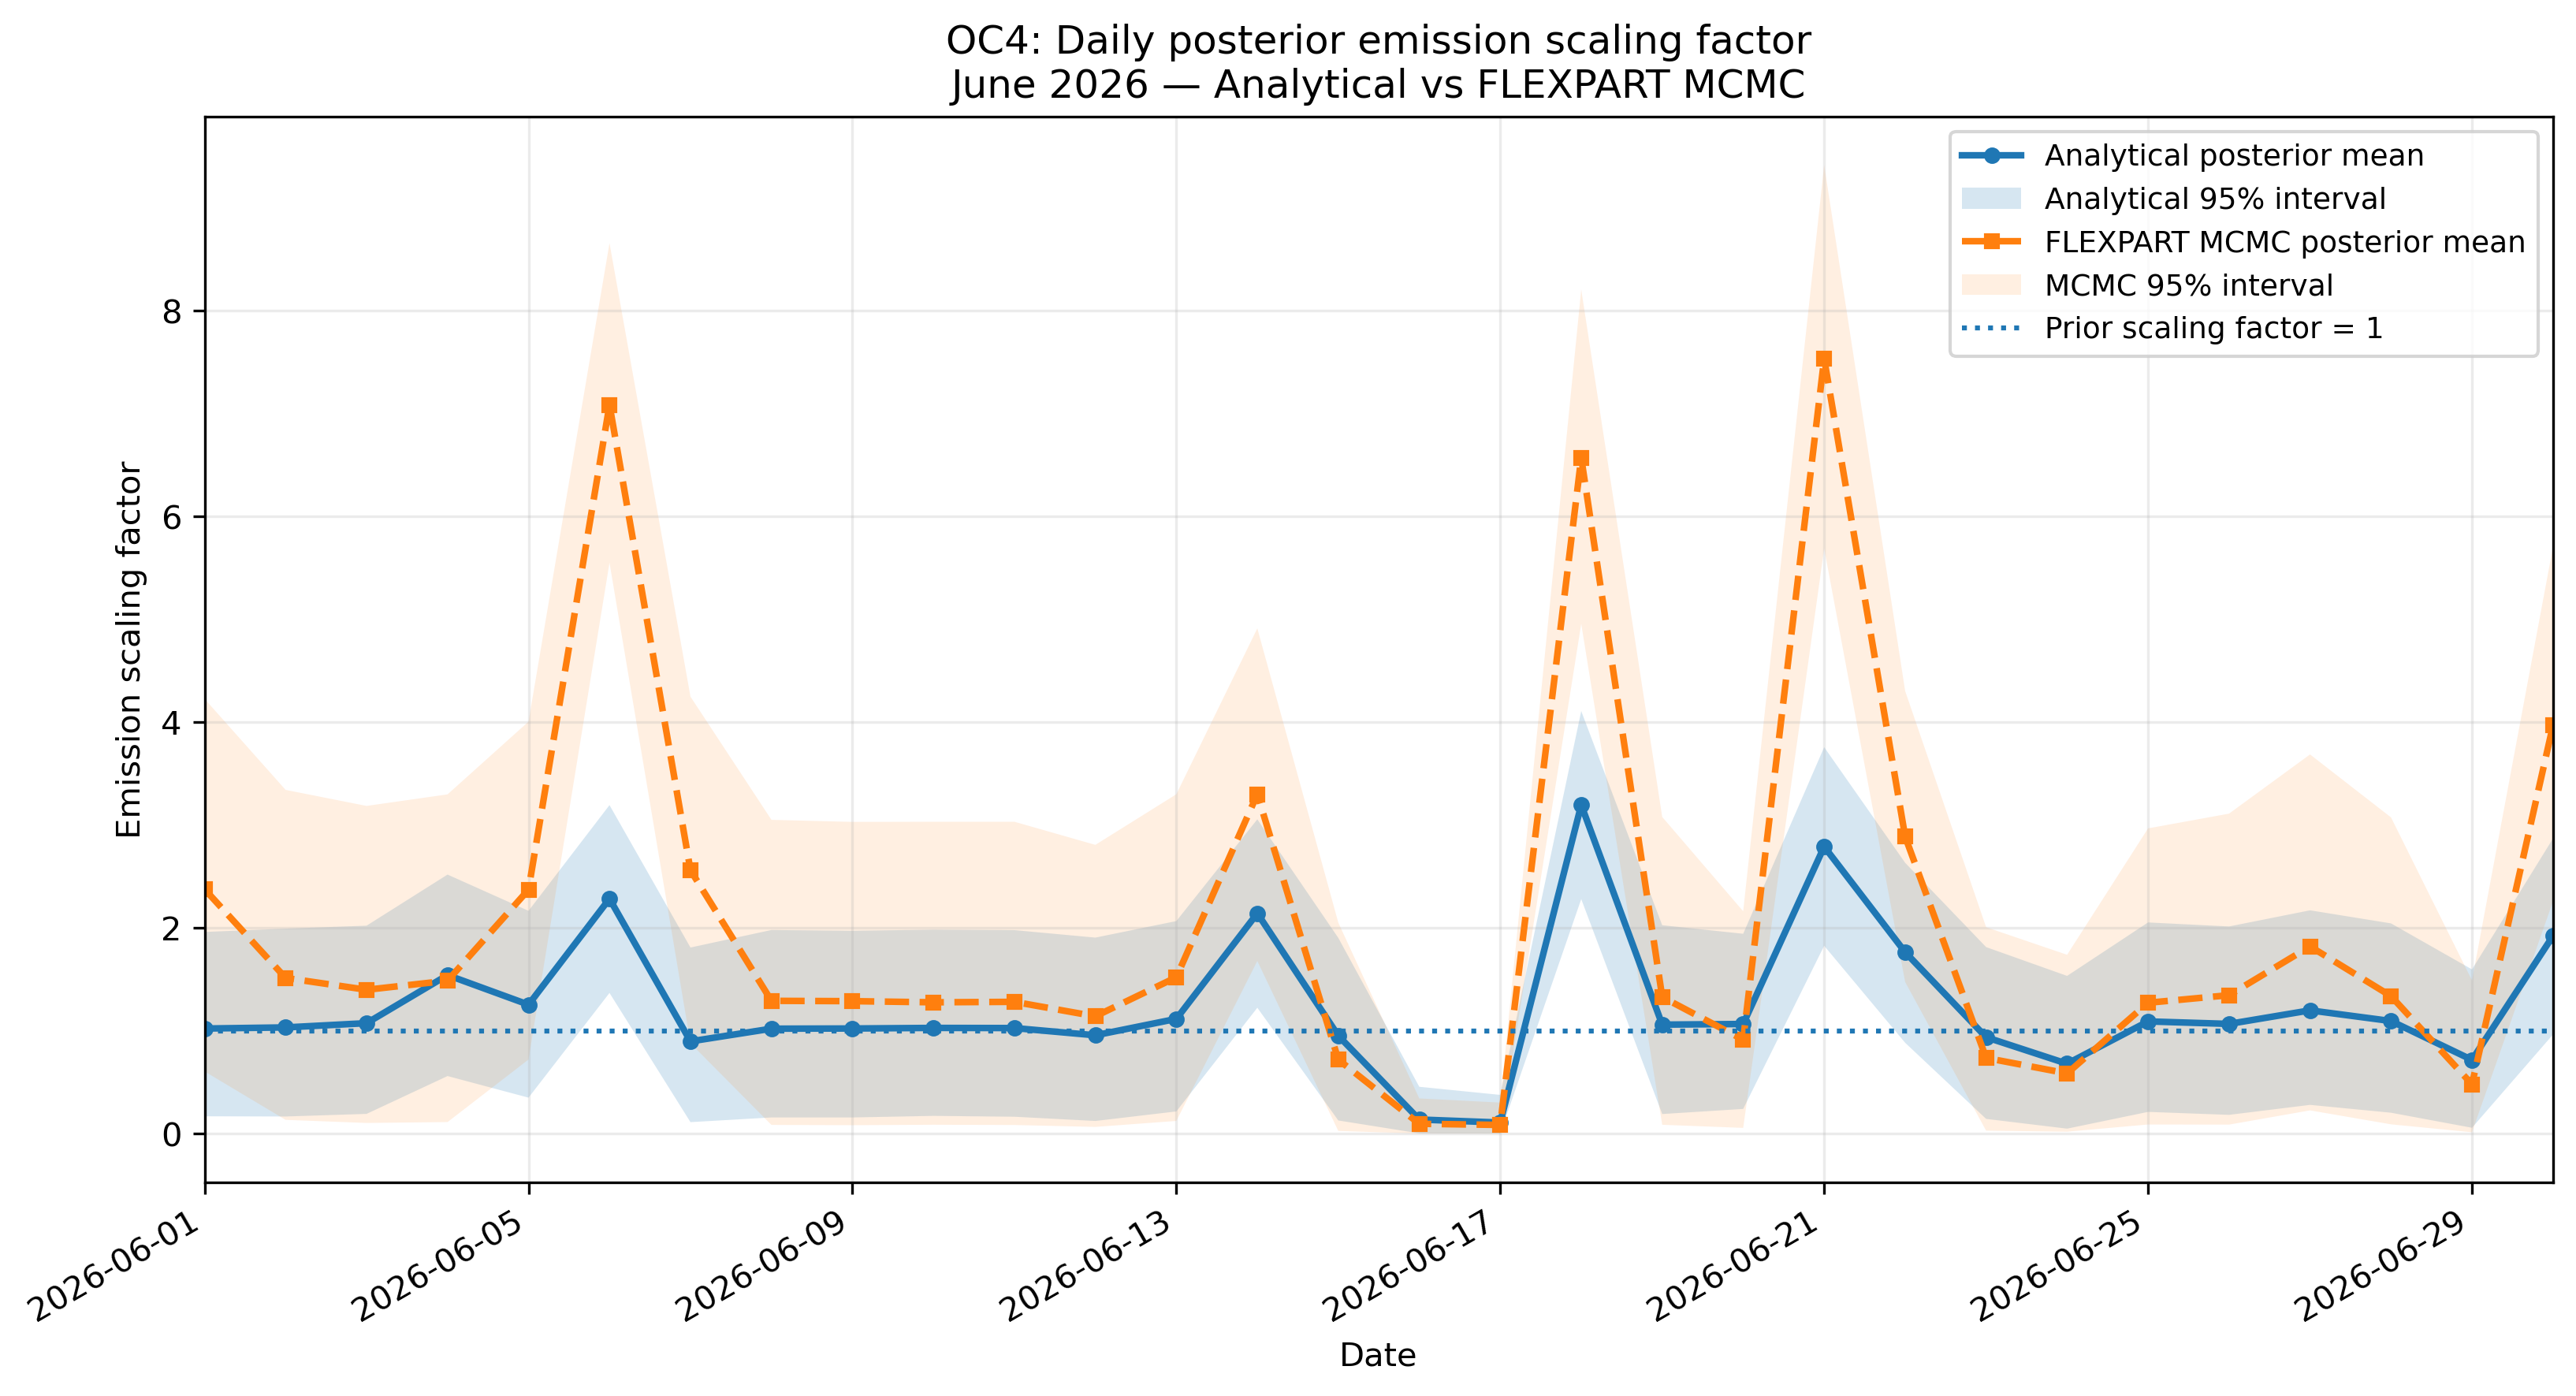 OC4: Daily posterior emission scaling factor
June 2026 — Analytical vs FLEXPART MCMC
Analytical posterior mean
Analytical 95% interval
FLEXPART MCMC posterior mean
MCMC 95% interval
Prior scaling factor = 1
Emission scaling factor
8
6
4
2
0
2026-06-01
2026-06-05
2026-06-09
2026-06-13
2026-06-17
2026-06-21
2026-06-25
2026-06-29
Date